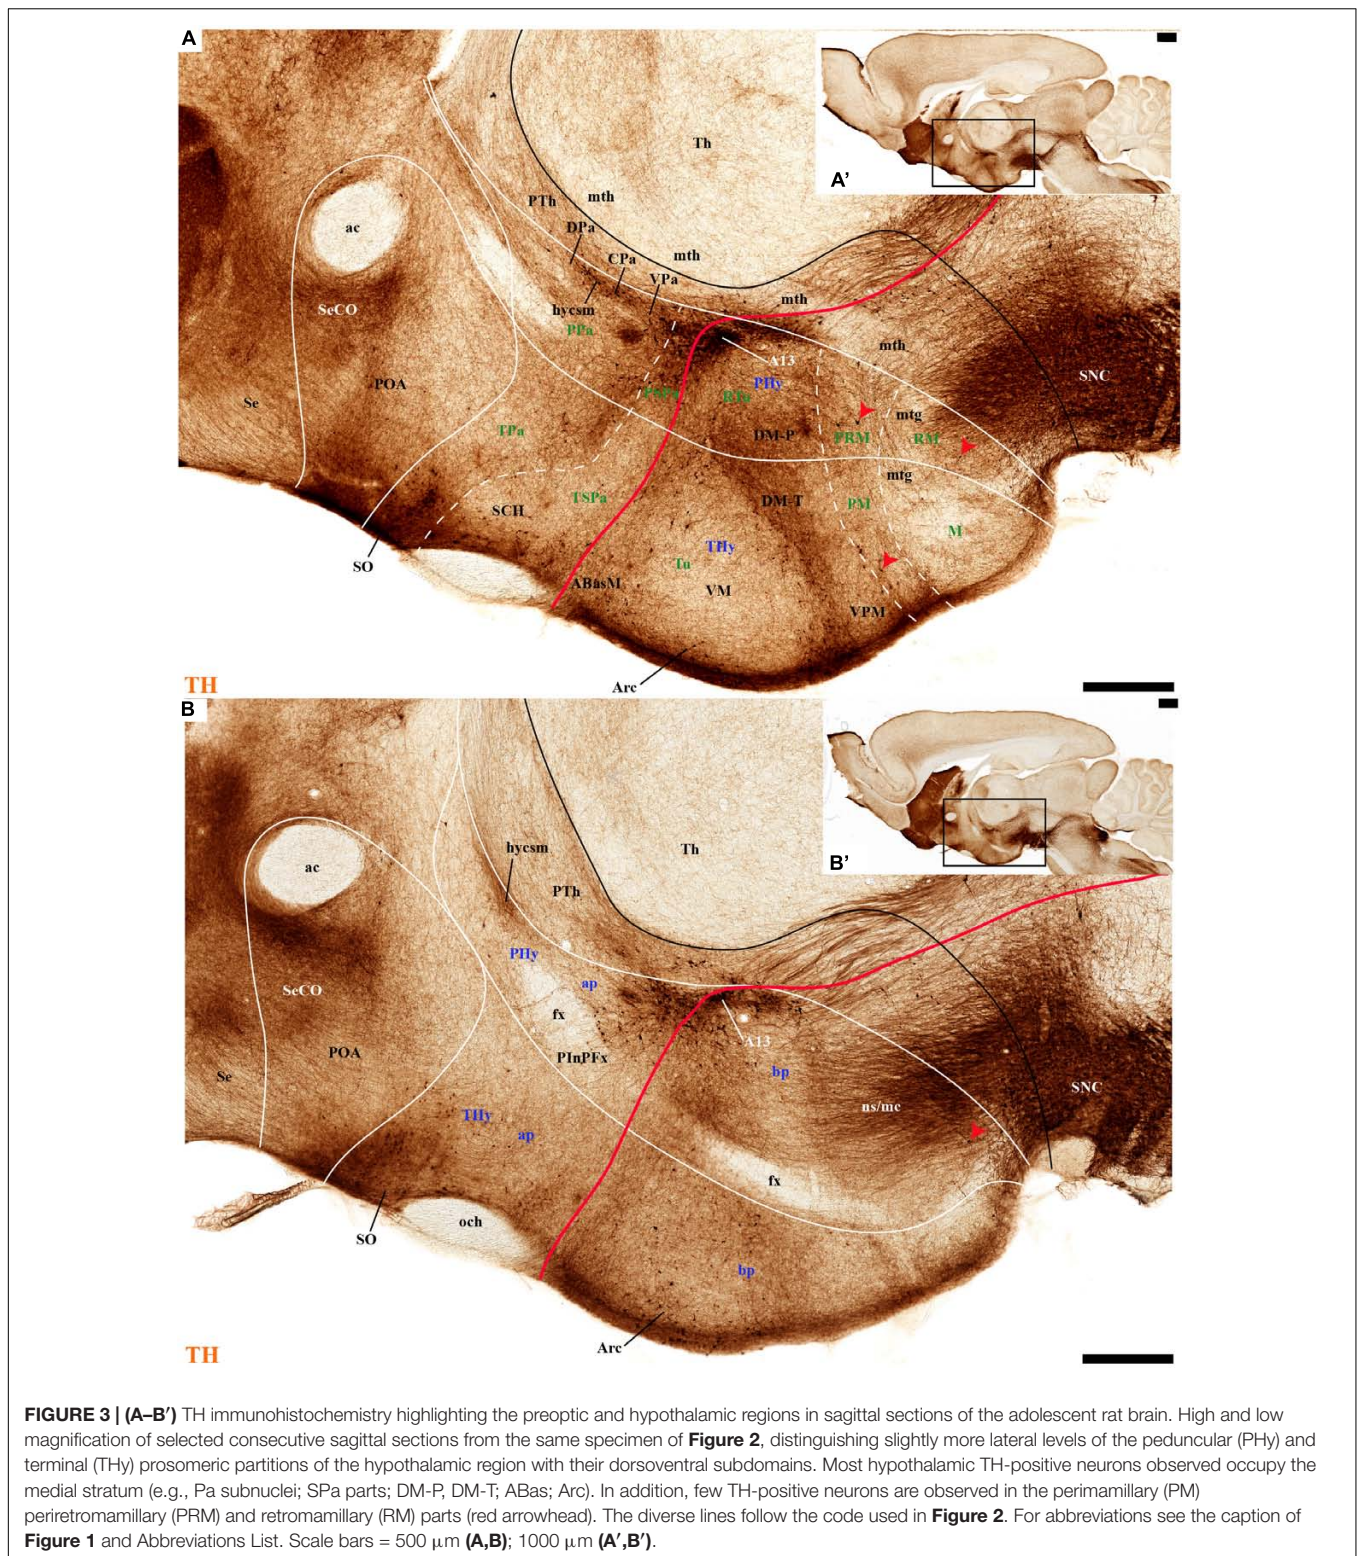 A
A'
Th
PTh
mth
DPa
ac
CPa
mth
VPa
hycsm
mth
SeCO
PPa
mth
A13
SNC
POA
PHy
PSPa
RTu
Se
mtg
TPa
DM-P
PRM
RM
mtg
DM-T
TSPa
PM
SCH
M
THy
SO
Tu
ABasM
VM
VPM
TH
Arc
B
B'
hycsm
Th
ac
PTh
PHy
ap
SeCO
fx
A13
POA
PInPFx
bp
Se
SNC
ns/mc
THy
ap
fx
och
SO
bp
Arc
TH
FIGURE 3 | (A–B′) TH immunohistochemistry highlighting the preoptic and hypothalamic regions in sagittal sections of the adolescent rat brain. High and low
magnification of selected consecutive sagittal sections from the same specimen of Figure 2, distinguishing slightly more lateral levels of the peduncular (PHy) and
terminal (THy) prosomeric partitions of the hypothalamic region with their dorsoventral subdomains. Most hypothalamic TH-positive neurons observed occupy the
medial stratum (e.g., Pa subnuclei; SPa parts; DM-P, DM-T; ABas; Arc). In addition, few TH-positive neurons are observed in the perimamillary (PM)
periretromamillary (PRM) and retromamillary (RM) parts (red arrowhead). The diverse lines follow the code used in Figure 2. For abbreviations see the caption of
Figure 1 and Abbreviations List. Scale bars = 500 μm (A,B); 1000 μm (A′,B′).